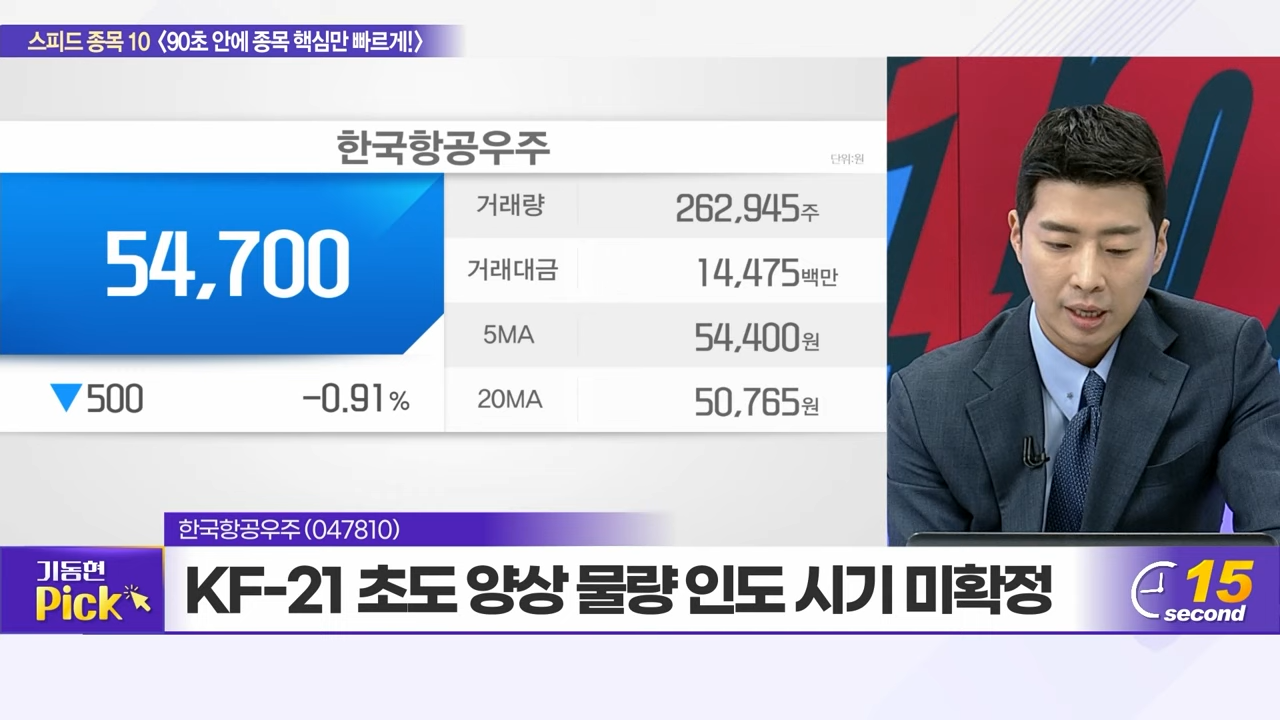 스피드 종목 10 〈90초 안에 종목 핵심만 빠르게!〉
한국항공우주
단위:원
54,700
▼500 -0.91%
거래량 262,945주
거래대금 14,475백만
5MA 54,400원
20MA 50,765원
한국항공우주(047810)
기동현
Pick
KF-21 초도 양상 물량 인도 시기 미확정
15
second